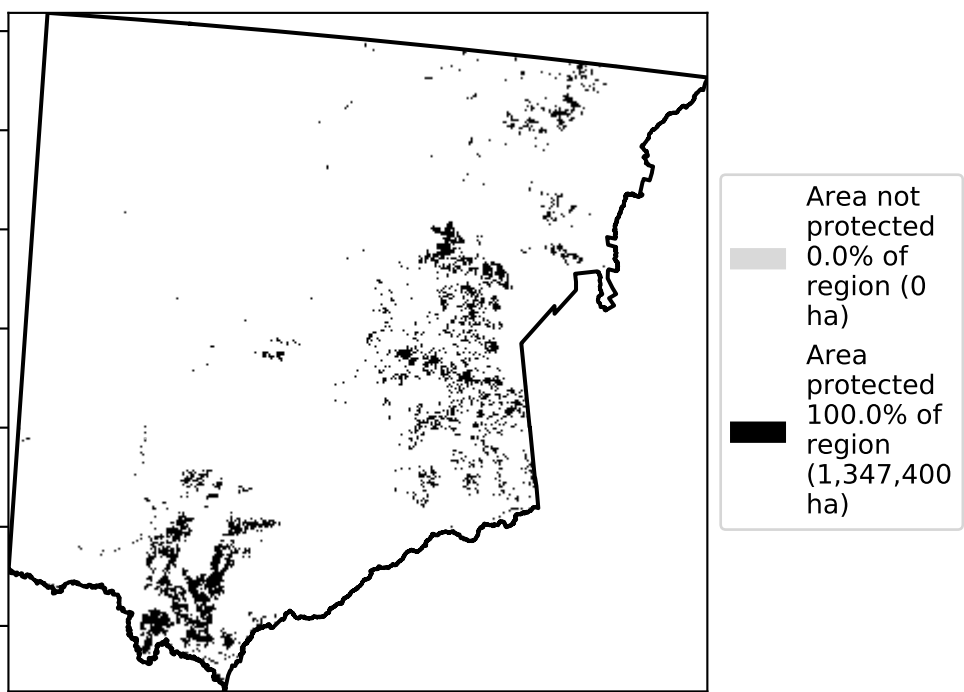 Area not
protected
0.0% of
region (0
ha)
Area
protected
100.0% of
region
(1,347,400
ha)